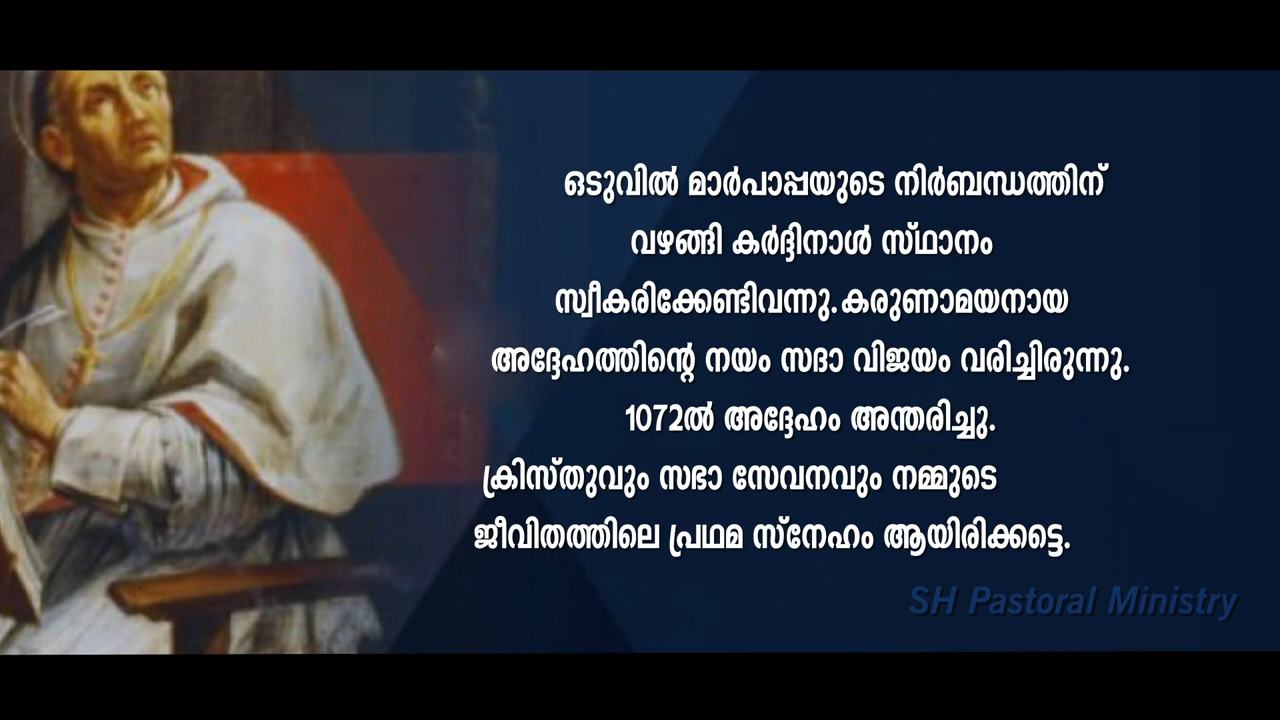 ഒടുവിൽ മാർപാപ്പയുടെ നിർബന്ധത്തിന്
വഴങ്ങി കർദ്ദിനാൾ സ്ഥാനം
സ്വീകരിക്കേണ്ടിവന്നു.കരുണാമയനായ
അദ്ദേഹത്തിന്റെ നയം സദാ വിജയം വരിച്ചിരുന്നു.
1072ൽ അദ്ദേഹം അന്തരിച്ചു.
ക്രിസ്തുവും സഭാ സേവനവും നമ്മുടെ
ജീവിതത്തിലെ പ്രഥമ സ്നേഹം ആയിരിക്കട്ടെ.
SH Pastoral Ministry